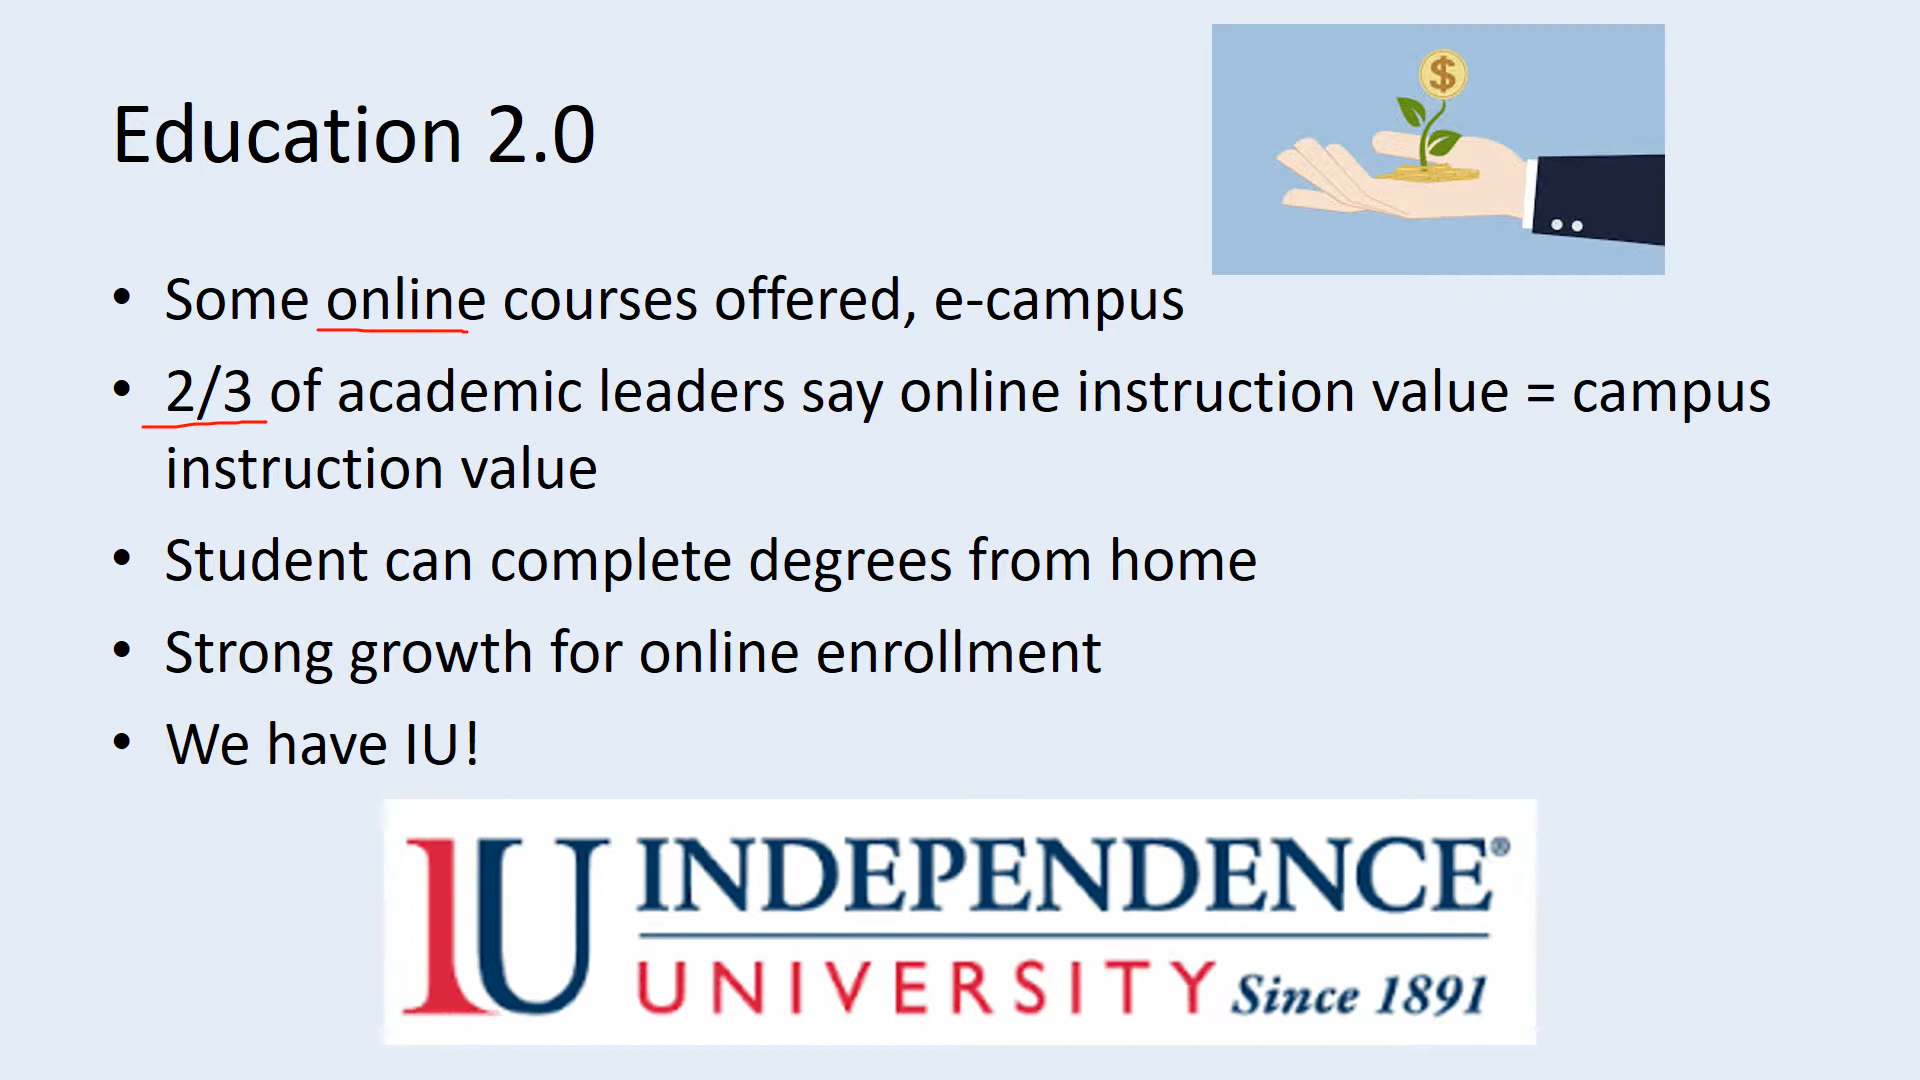 $
Education 2.0
• Some online courses offered, e-campus
• 2/3 of academic leaders say online instruction value = campus
instruction value
• Student can complete degrees from home
• Strong growth for online enrollment
• We have IU!
IU INDEPENDENCE®
UNIVERSITY Since 1891